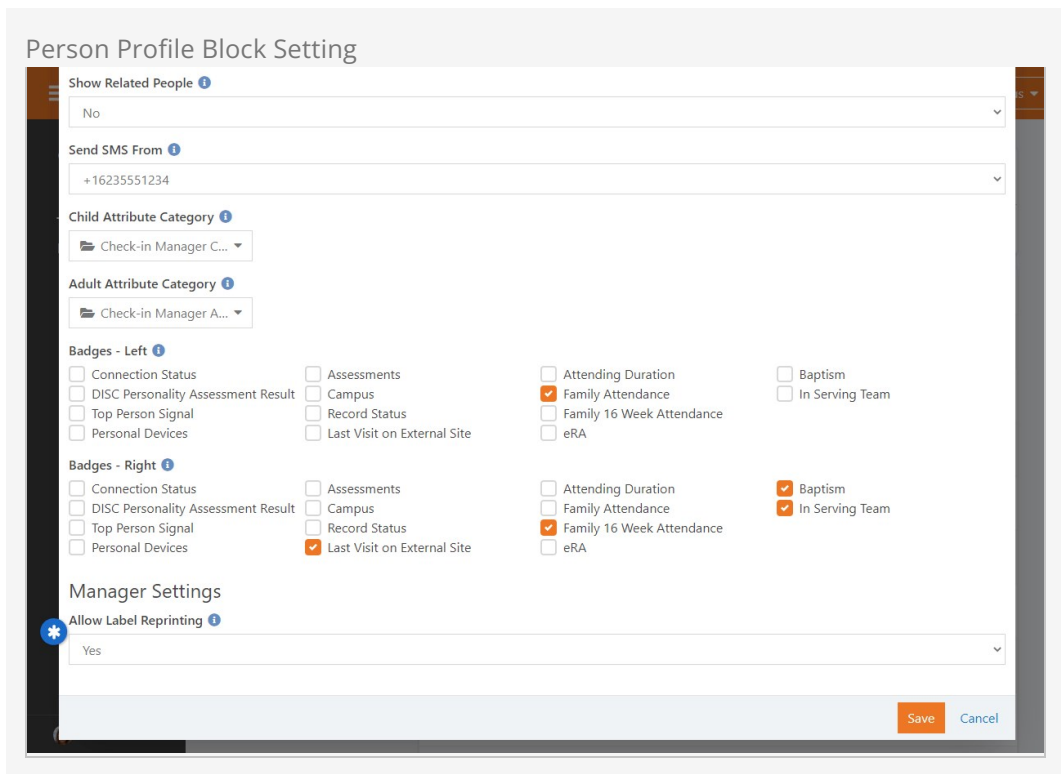 Person Profile Block Setting
Show Related People
No
Send SMS From
+16235551234
Child Attribute Category
Check-in Manager C...
Adult Attribute Category
Check-in Manager A...
Badges - Left
Connection Status Assessments Attending Duration Baptism
DISC Personality Assessment Result Campus Family Attendance In Serving Team
Top Person Signal Record Status Family 16 Week Attendance
Personal Devices Last Visit on External Site eRA
Badges - Right
Connection Status Assessments Attending Duration Baptism
DISC Personality Assessment Result Campus Family Attendance In Serving Team
Top Person Signal Record Status Family 16 Week Attendance
Personal Devices Last Visit on External Site eRA
Manager Settings
Allow Label Reprinting
Yes
Save Cancel